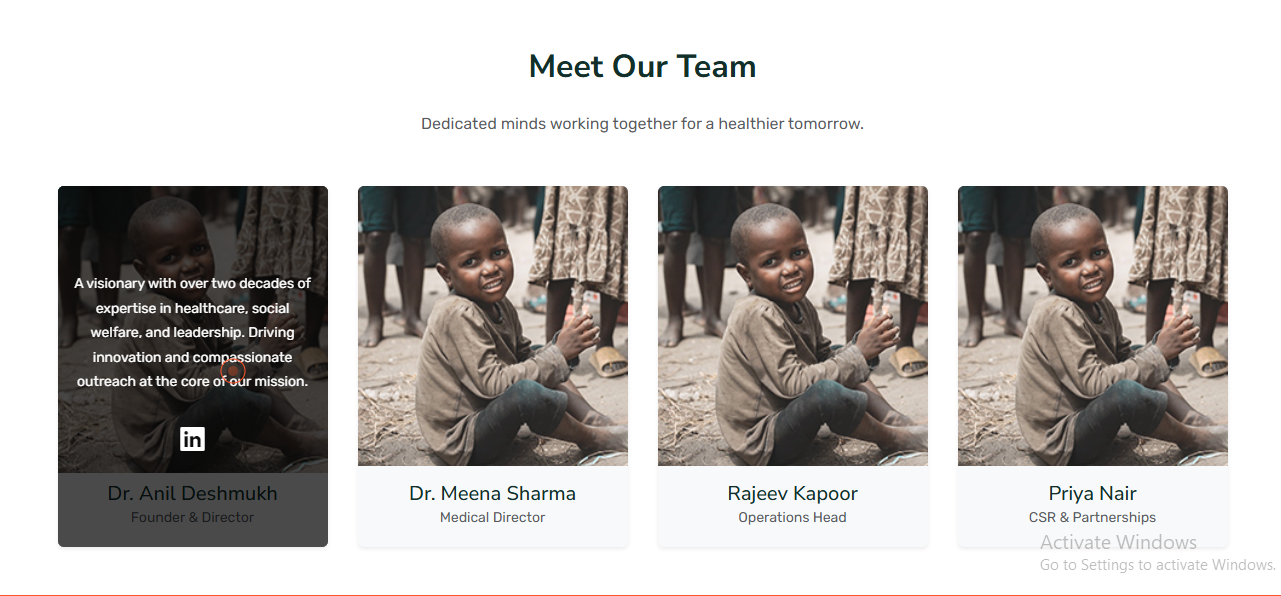 Meet Our Team
Dedicated minds working together for a healthier tomorrow.
A visionary with over two decades of
expertise in healthcare, social
welfare, and leadership. Driving
innovation and compassionate
outreach at the core of our mission.
in
Dr. Anil Deshmukh
Founder & Director
Dr. Meena Sharma
Medical Director
Rajeev Kapoor
Operations Head
Priya Nair
CSR & Partnerships
Activate Windows
Go to Settings to activate Windows.